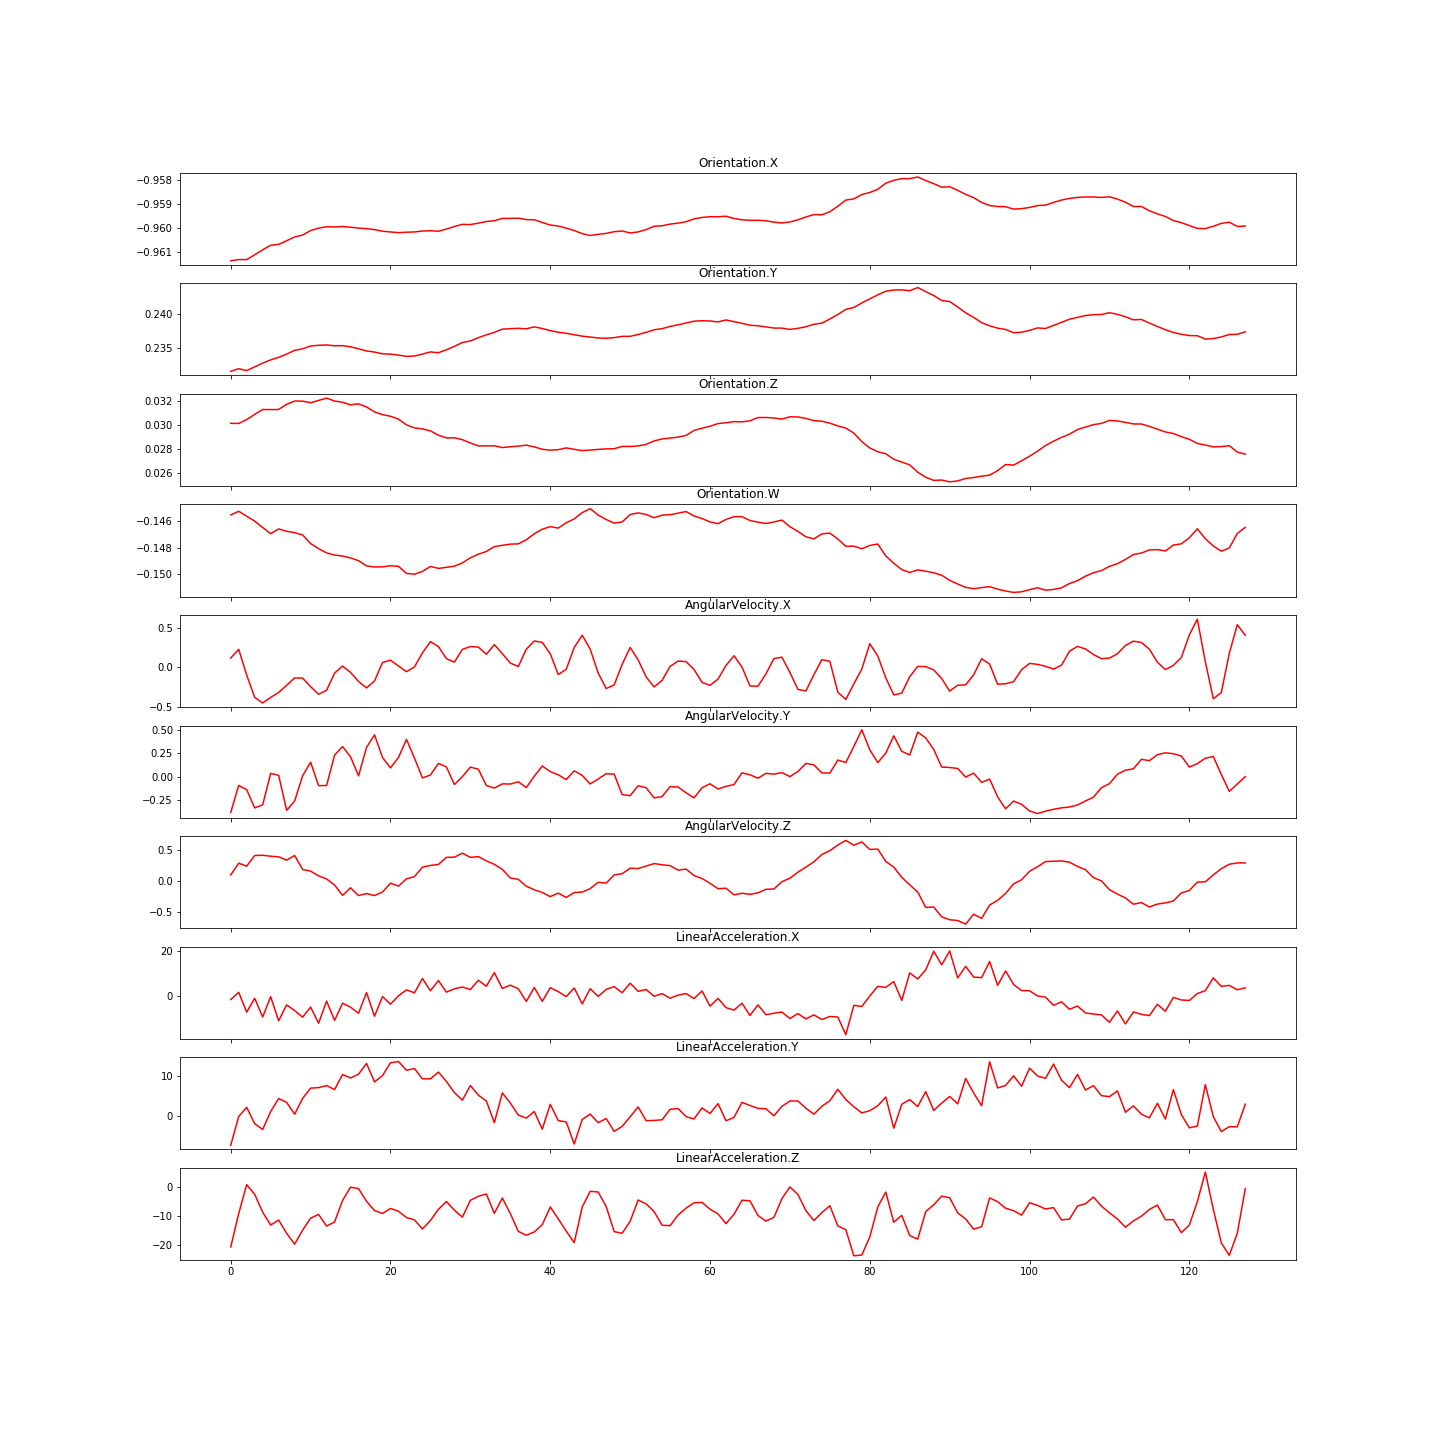 Orientation.X
−0.958
−0.959
−0.960
−0.961
Orientation.Y
0.240
0.235
Orientation.Z
0.032
0.030
0.028
0.026
Orientation.W
−0.146
−0.148
−0.150
AngularVelocity.X
0.5
0.0
−0.5
AngularVelocity.Y
0.50
0.25
0.00
−0.25
AngularVelocity.Z
0.5
0.0
−0.5
LinearAcceleration.X
20
0
LinearAcceleration.Y
10
0
LinearAcceleration.Z
0
−10
−20
0 20 40 60 80 100 120